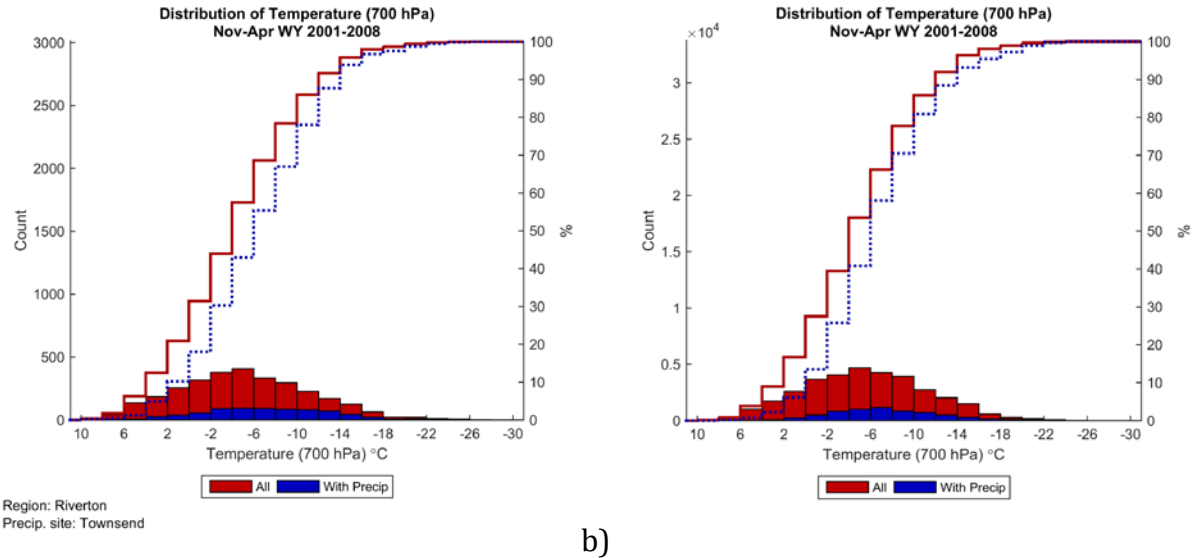 Distribution of Temperature (700 hPa)
Nov-Apr WY 2001-2008
3000
2500
2000
1500
1000
500
0
Count
100
90
80
70
60
50
40
30
20
10
0
%
10 6 2 -2 -6 -10 -14 -18 -22 -26 -30
Temperature (700 hPa) °C
All With Precip
Region: Riverton
Precip. site: Townsend
Distribution of Temperature (700 hPa)
Nov-Apr WY 2001-2008
×10⁴
3
2.5
2
1.5
1
0.5
0
Count
100
90
80
70
60
50
40
30
20
10
0
%
10 6 2 -2 -6 -10 -14 -18 -22 -26 -30
Temperature (700 hPa) °C
All With Precip
b)